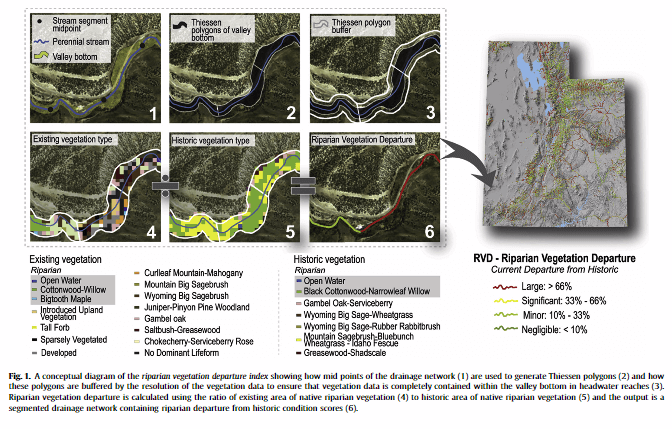 Stream segment
midpoint
Perennial stream
Valley bottom
1
Thiessen
polygons of valley
bottom
2
Thiessen polygon
buffer
3
Existing vegetation type
4
Historic vegetation type
5
Riparian Vegetation Departure
6
Existing vegetation
Riparian
Open Water
Cottonwood-Willow
Bigtooth Maple
Introduced Upland
Vegetation
Tall Forb
Sparsely Vegetated
Developed
Curlleaf Mountain-Mahogany
Mountain Big Sagebrush
Wyoming Big Sagebrush
Juniper-Pinyon Pine Woodland
Gambel oak
Saltbush-Greasewood
Chokecherry-Serviceberry Rose
No Dominant Lifeform
Historic vegetation
Riparian
Open Water
Black Cottonwood-Narrowleaf Willow
Gambel Oak-Serviceberry
Wyoming Big Sage-Wheatgrass
Wyoming Big Sage-Rubber Rabbitbrush
Mountain Sagebrush-Bluebunch
Wheatgrass - Idaho Fescue
Greasewood-Shadscale
RVD - Riparian Vegetation Departure
Current Departure from Historic
Large: > 66%
Significant: 33% - 66%
Minor: 10% - 33%
Negligible: < 10%
Fig. 1. A conceptual diagram of the riparian vegetation departure index showing how mid points of the drainage network (1) are used to generate Thiessen polygons (2) and how
these polygons are buffered by the resolution of the vegetation data to ensure that vegetation data is completely contained within the valley bottom in headwater reaches (3).
Riparian vegetation departure is calculated using the ratio of existing area of native riparian vegetation (4) to historic area of native riparian vegetation (5) and the output is a
segmented drainage network containing riparian departure from historic condition scores (6).